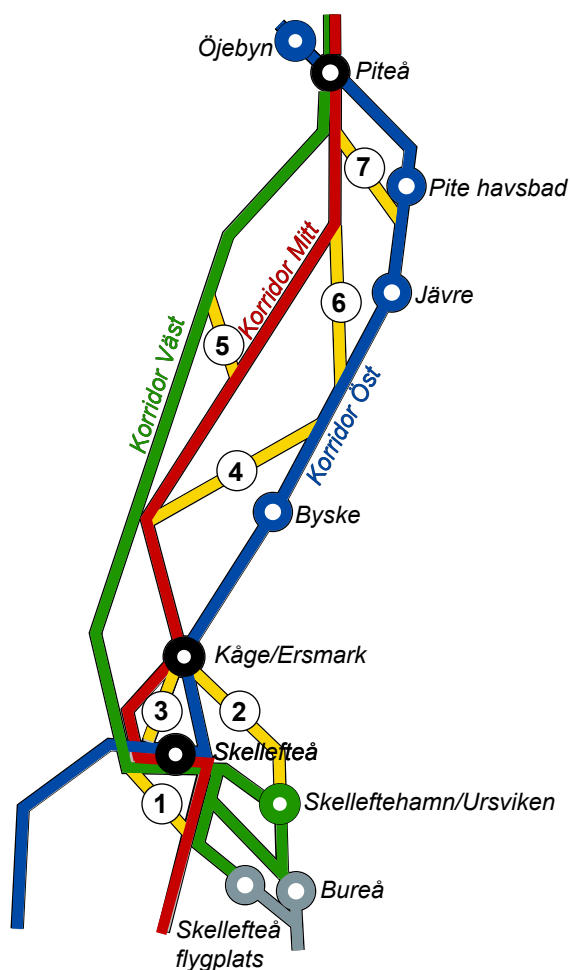 Öjebyn
Piteå
7
Pite havsbad
Korridor Mitt
6
Jävre
Korridor Väst
5
Korridor Öst
4
Byske
Kåge/Ersmark
3
2
Skellefteå
1
Skelleftehamn/Ursviken
Bureå
Skellefteå
flygplats